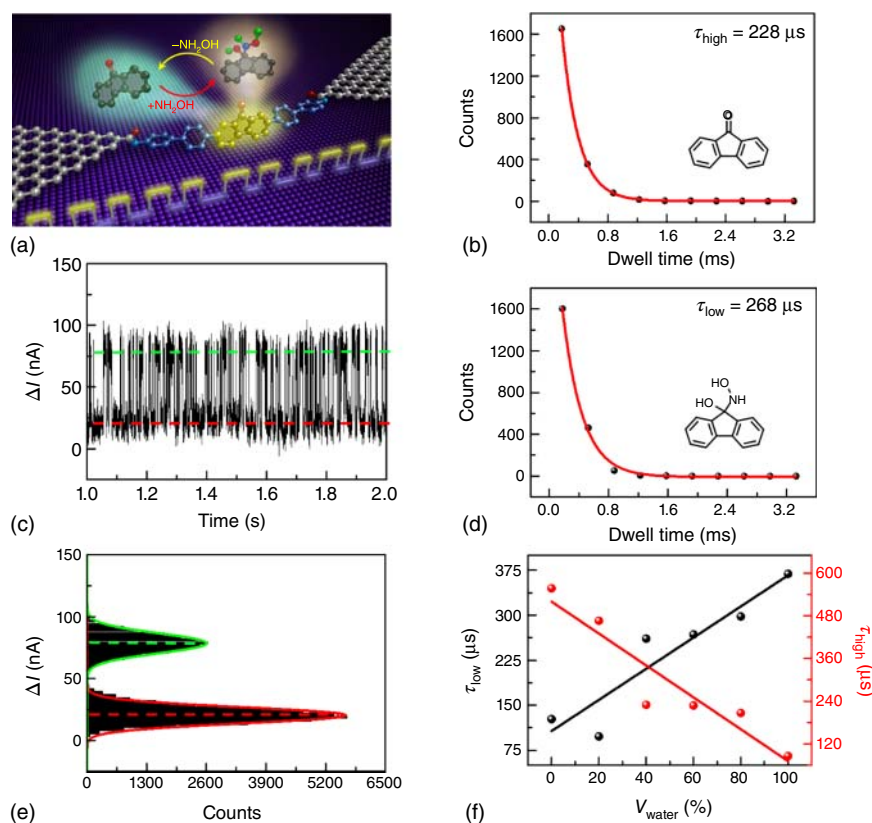 –NH₂OH
+NH₂OH
(a)
1600
1200
800
400
0
Counts
τhigh = 228 μs
O
0.0 0.8 1.6 2.4 3.2
Dwell time (ms)
(b)
150
100
50
0
ΔI (nA)
1.0 1.2 1.4 1.6 1.8 2.0
Time (s)
(c)
1600
1200
800
400
0
Counts
τlow = 268 μs
HO
HO NH
0.0 0.8 1.6 2.4 3.2
Dwell time (ms)
(d)
150
100
50
0
ΔI (nA)
0 1300 2600 3900 5200 6500
Counts
(e)
375
300
225
150
75
τlow (μs)
600
480
360
240
120
τhigh (μs)
0 20 40 60 80 100
Vwater (%)
(f)